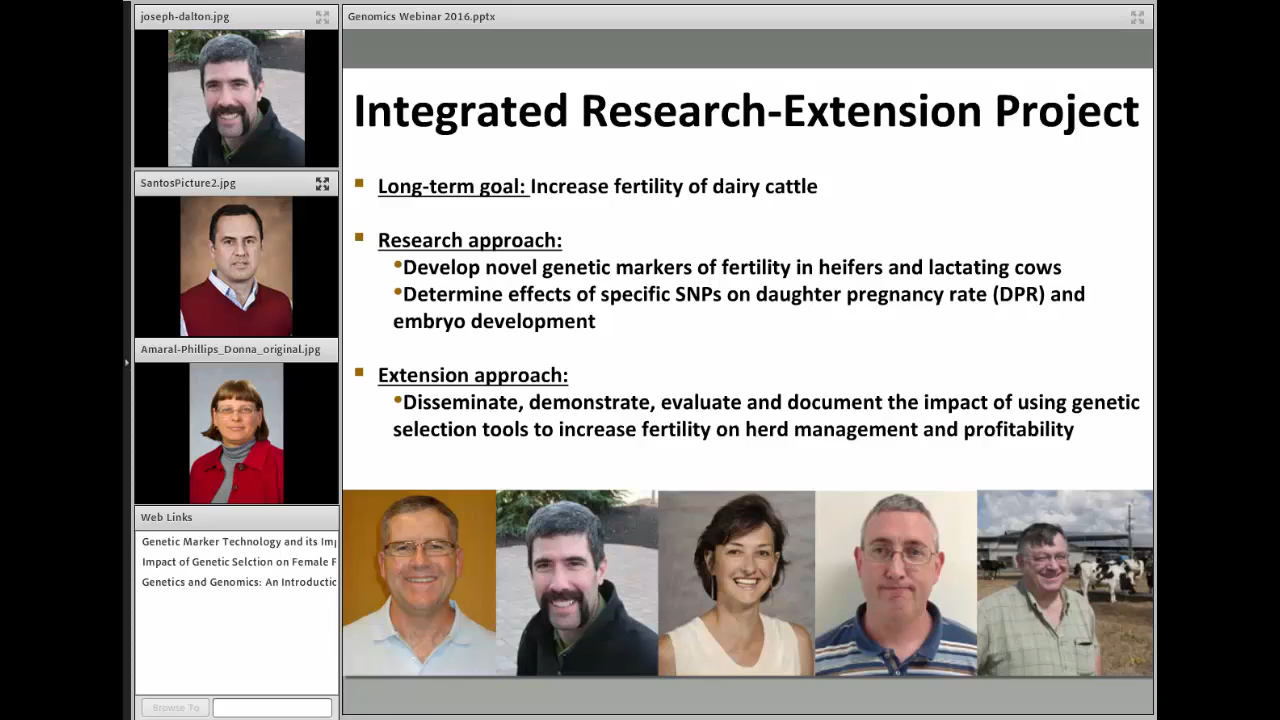 joseph-dalton.jpg
SantosPicture2.jpg
Amaral-Phillips_Donna_original.jpg
Web Links
Genetic Marker Technology and its Im
Impact of Genetic Selction on Female F
Genetics and Genomics: An Introductic
Browse To
Genomics Webinar 2016.pptx
Integrated Research-Extension Project
Long-term goal: Increase fertility of dairy cattle
Research approach:
•Develop novel genetic markers of fertility in heifers and lactating cows
•Determine effects of specific SNPs on daughter pregnancy rate (DPR) and
embryo development
Extension approach:
•Disseminate, demonstrate, evaluate and document the impact of using genetic
selection tools to increase fertility on herd management and profitability